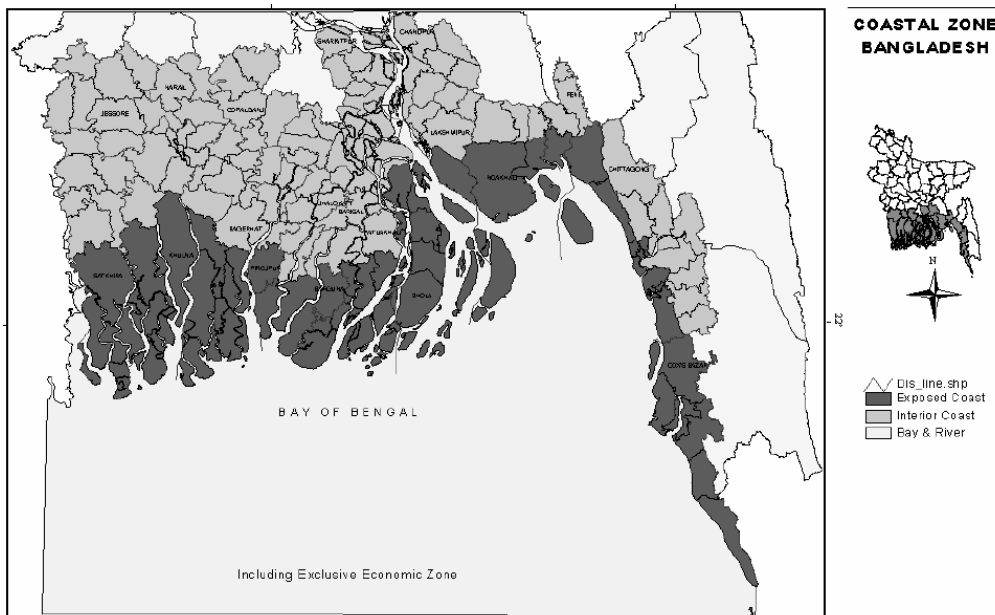 COASTAL ZONE
BANGLADESH
SHARIATPUR
CHANDPUR
NARAIL
JESSORE
GOPALGANJ
FENI
LAKSHMIPUR
NOAKHALI
CHITTAGONG
JHALOKATI
BARISAL
BAGERHAT
PATUAKHALI
KHULNA
SATKHIRA
PIROJPUR
BARGUNA
BHOLA
COX'S BAZAR
22°
N
BAY OF BENGAL
Including Exclusive Economic Zone
Dis_line.shp
Exposed Coast
Interior Coast
Bay & River